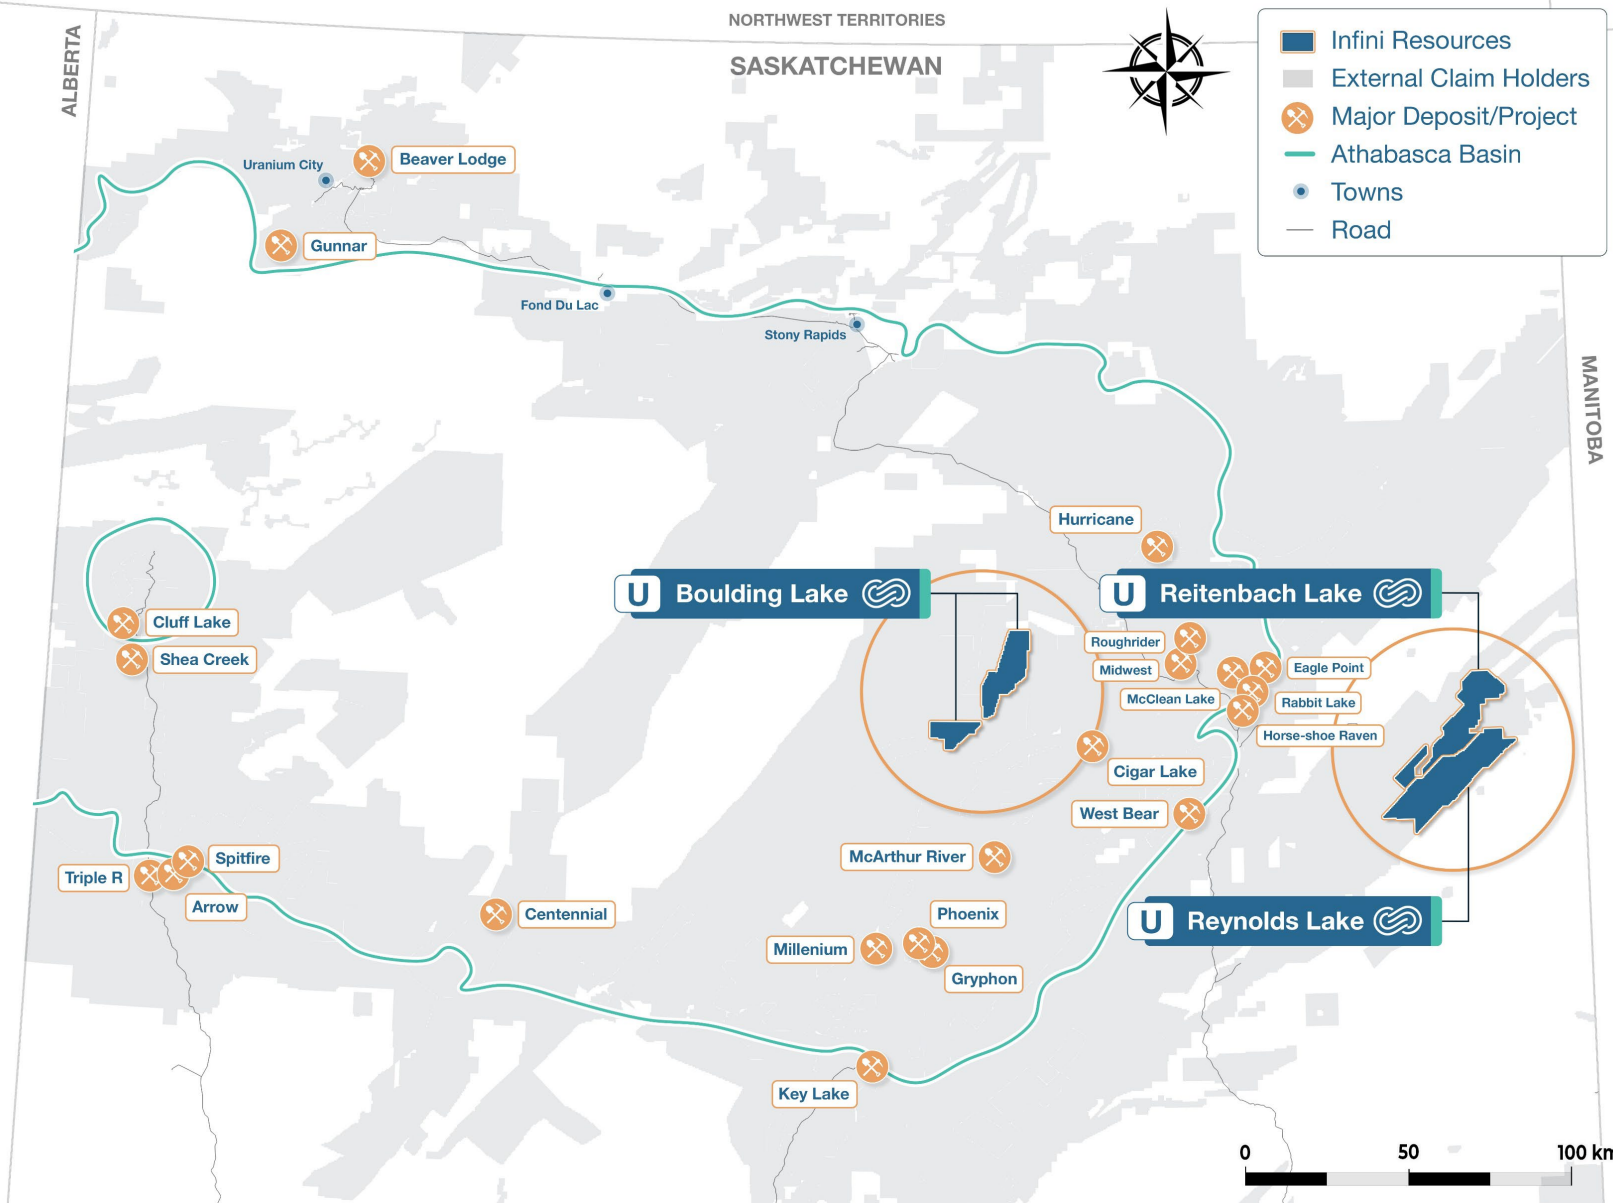 NORTHWEST TERRITORIES
SASKATCHEWAN
ALBERTA
MANITOBA
Infini Resources
External Claim Holders
Major Deposit/Project
Athabasca Basin
Towns
Road
Uranium City
Beaver Lodge
Gunnar
Fond Du Lac
Stony Rapids
Hurricane
U Boulding Lake
U Reitenbach Lake
Cluff Lake
Shea Creek
Roughrider
Midwest
Eagle Point
McClean Lake
Rabbit Lake
Horse-shoe Raven
Cigar Lake
West Bear
McArthur River
Spitfire
Triple R
Arrow
Centennial
Phoenix
U Reynolds Lake
Millenium
Gryphon
Key Lake
0 50 100 km